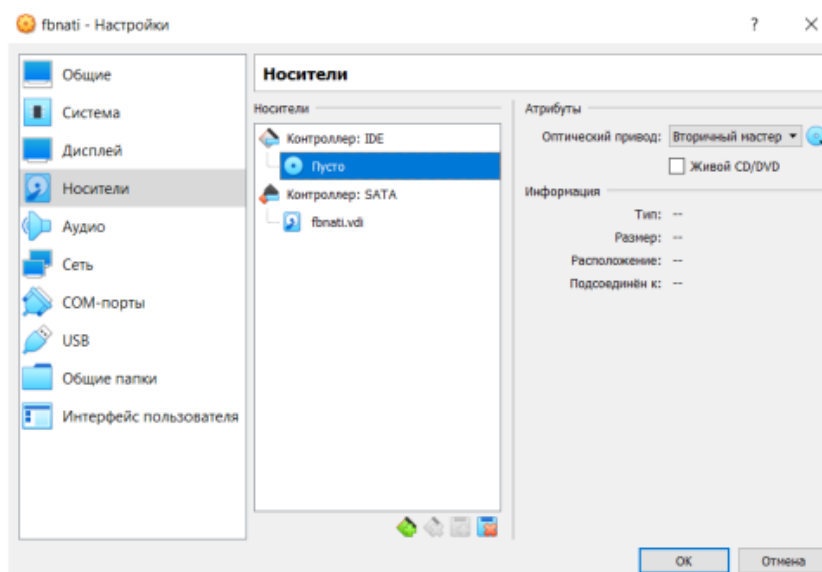 fbnati - Настройки
?
Общие
Система
Дисплей
Носители
Аудио
Сеть
COM-порты
USB
Общие папки
Интерфейс пользователя
Носители
Носители
Контроллер: IDE
Пусто
Контроллер: SATA
fbnati.vdi
Атрибуты
Оптический привод: Вторичный мастер
Живой CD/DVD
Информация
Тип: --
Размер: --
Расположение: --
Подсоединён к: --
OK
Отмена